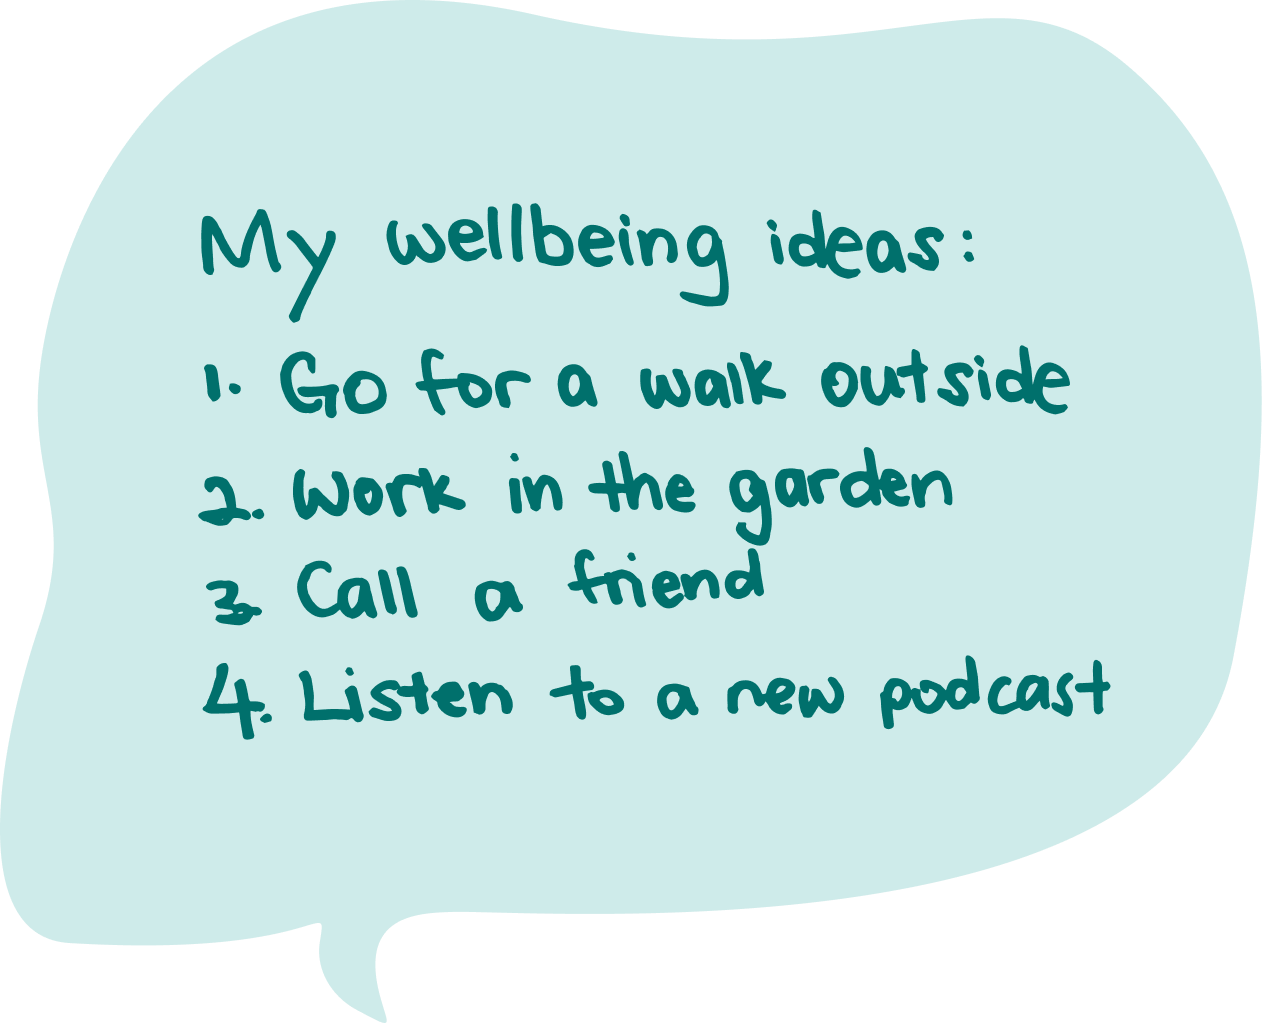 My wellbeing ideas:
1. Go for a walk outside
2. Work in the garden
3. Call a friend
4. Listen to a new podcast